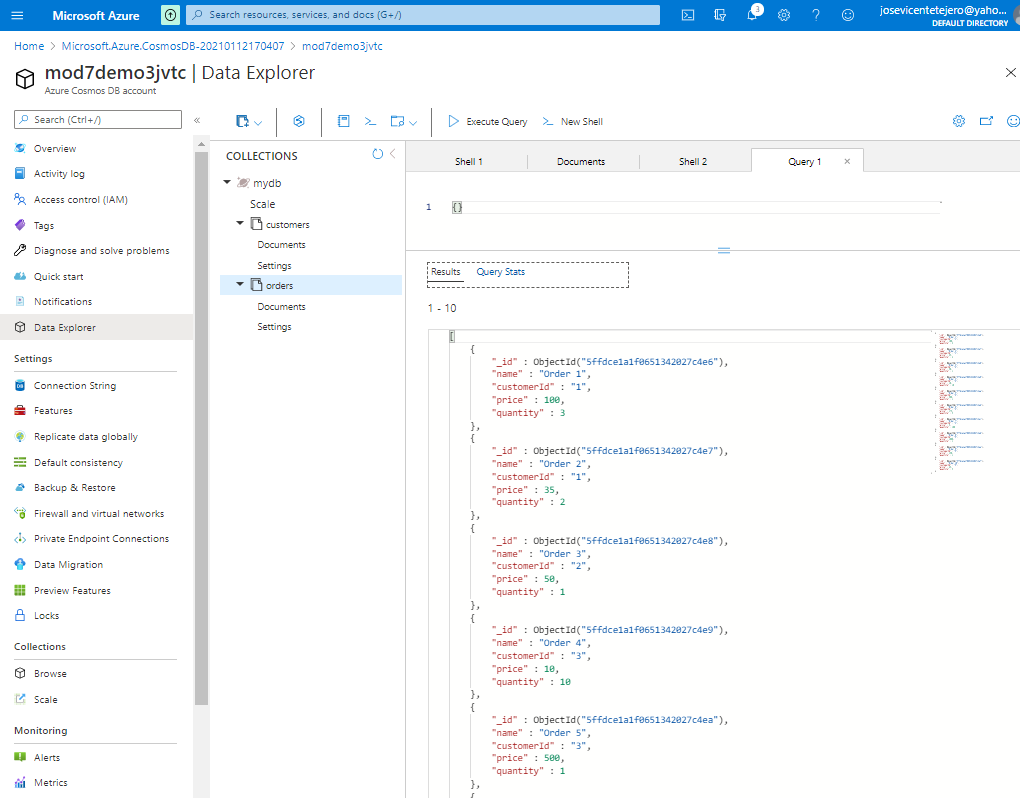 Microsoft Azure
Search resources, services, and docs (G+/)
3
josevicentetejero@yaho...
DEFAULT DIRECTORY
Home > Microsoft.Azure.CosmosDB-20210112170407 > mod7demo3jvtc
mod7demo3jvtc | Data Explorer
Azure Cosmos DB account
Search (Ctrl+/)
«
Overview
Activity log
Access control (IAM)
Tags
Diagnose and solve problems
Quick start
Notifications
Data Explorer
Settings
Connection String
Features
Replicate data globally
Default consistency
Backup & Restore
Firewall and virtual networks
Private Endpoint Connections
Data Migration
Preview Features
Locks
Collections
Browse
Scale
Monitoring
Alerts
Metrics
Execute Query
New Shell
COLLECTIONS
mydb
Scale
customers
Documents
Settings
orders
Documents
Settings
Shell 1
Documents
Shell 2
Query 1
1 {}
Results
Query Stats
1 - 10
[
{
"_id" : ObjectId("5ffdce1a1f0651342027c4e6"),
"name" : "Order 1",
"customerId" : "1",
"price" : 100,
"quantity" : 3
},
{
"_id" : ObjectId("5ffdce1a1f0651342027c4e7"),
"name" : "Order 2",
"customerId" : "1",
"price" : 35,
"quantity" : 2
},
{
"_id" : ObjectId("5ffdce1a1f0651342027c4e8"),
"name" : "Order 3",
"customerId" : "2",
"price" : 50,
"quantity" : 1
},
{
"_id" : ObjectId("5ffdce1a1f0651342027c4e9"),
"name" : "Order 4",
"customerId" : "3",
"price" : 10,
"quantity" : 10
},
{
"_id" : ObjectId("5ffdce1a1f0651342027c4ea"),
"name" : "Order 5",
"customerId" : "3",
"price" : 500,
"quantity" : 1
},
{